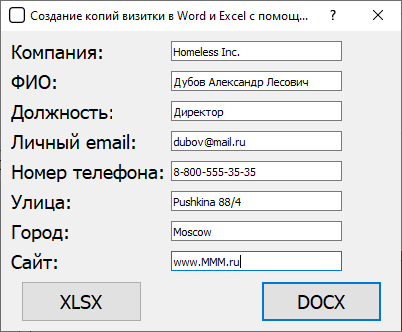 Создание копий визитки в Word и Excel с помощ... ? ×
Компания: Homeless Inc.
ФИО: Дубов Александр Лесович
Должность: Директор
Личный email: dubov@mail.ru
Номер телефона: 8-800-555-35-35
Улица: Pushkina 88/4
Город: Moscow
Сайт: www.MMM.ru
XLSX DOCX